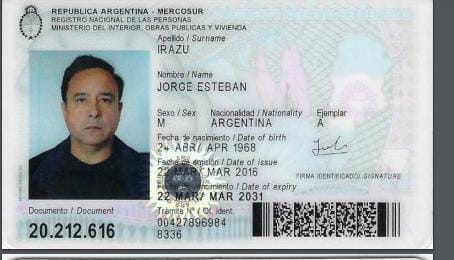 REPUBLICA ARGENTINA - MERCOSUR
REGISTRO NACIONAL DE LAS PERSONAS
MINISTERIO DEL INTERIOR, OBRAS PUBLICAS Y VIVIENDA
Apellido / Surname
IRAZU
Nombre / Name
JORGE ESTEBAN
Sexo / Sex Nacionalidad / Nationality Ejemplar
M ARGENTINA A
Fecha de nacimiento / Date of birth
24 ABR/ APR 1968
Fecha de emisión / Date of issue
22 MAR/ MAR 2016
FIRMA IDENTIFICADO/ SIGNATURE
Fecha de vencimiento / Date of expiry
22 MAR/ MAR 2031
Documento / Document
20.212.616
Trámite N° / Of. ident.
00427896984
8336